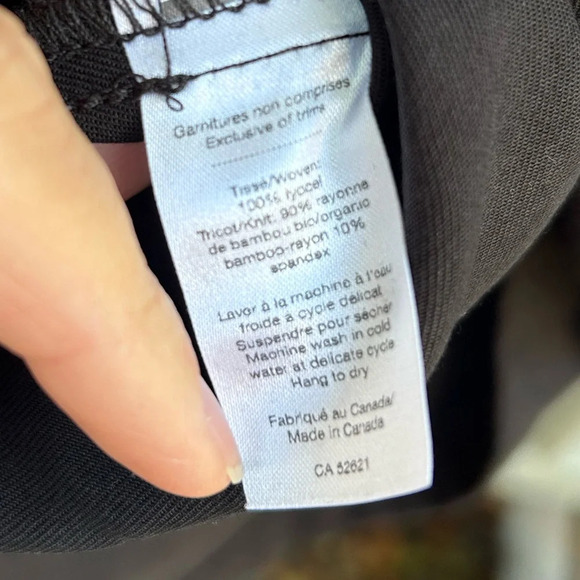 Garnitures non comprises
Exclusive of trims
Tissé/Woven:
100% lyocel
Tricot/Knit: 90% rayonne
de bambou bio/organic
bamboo-rayon 10%
spandex
Laver à la machine à l'eau
froide à cycle délicat
Suspendre pour sécher
Machine wash in cold
water at delicate cycle
Hang to dry
Fabriqué au Canada/
Made in Canada
CA 52621